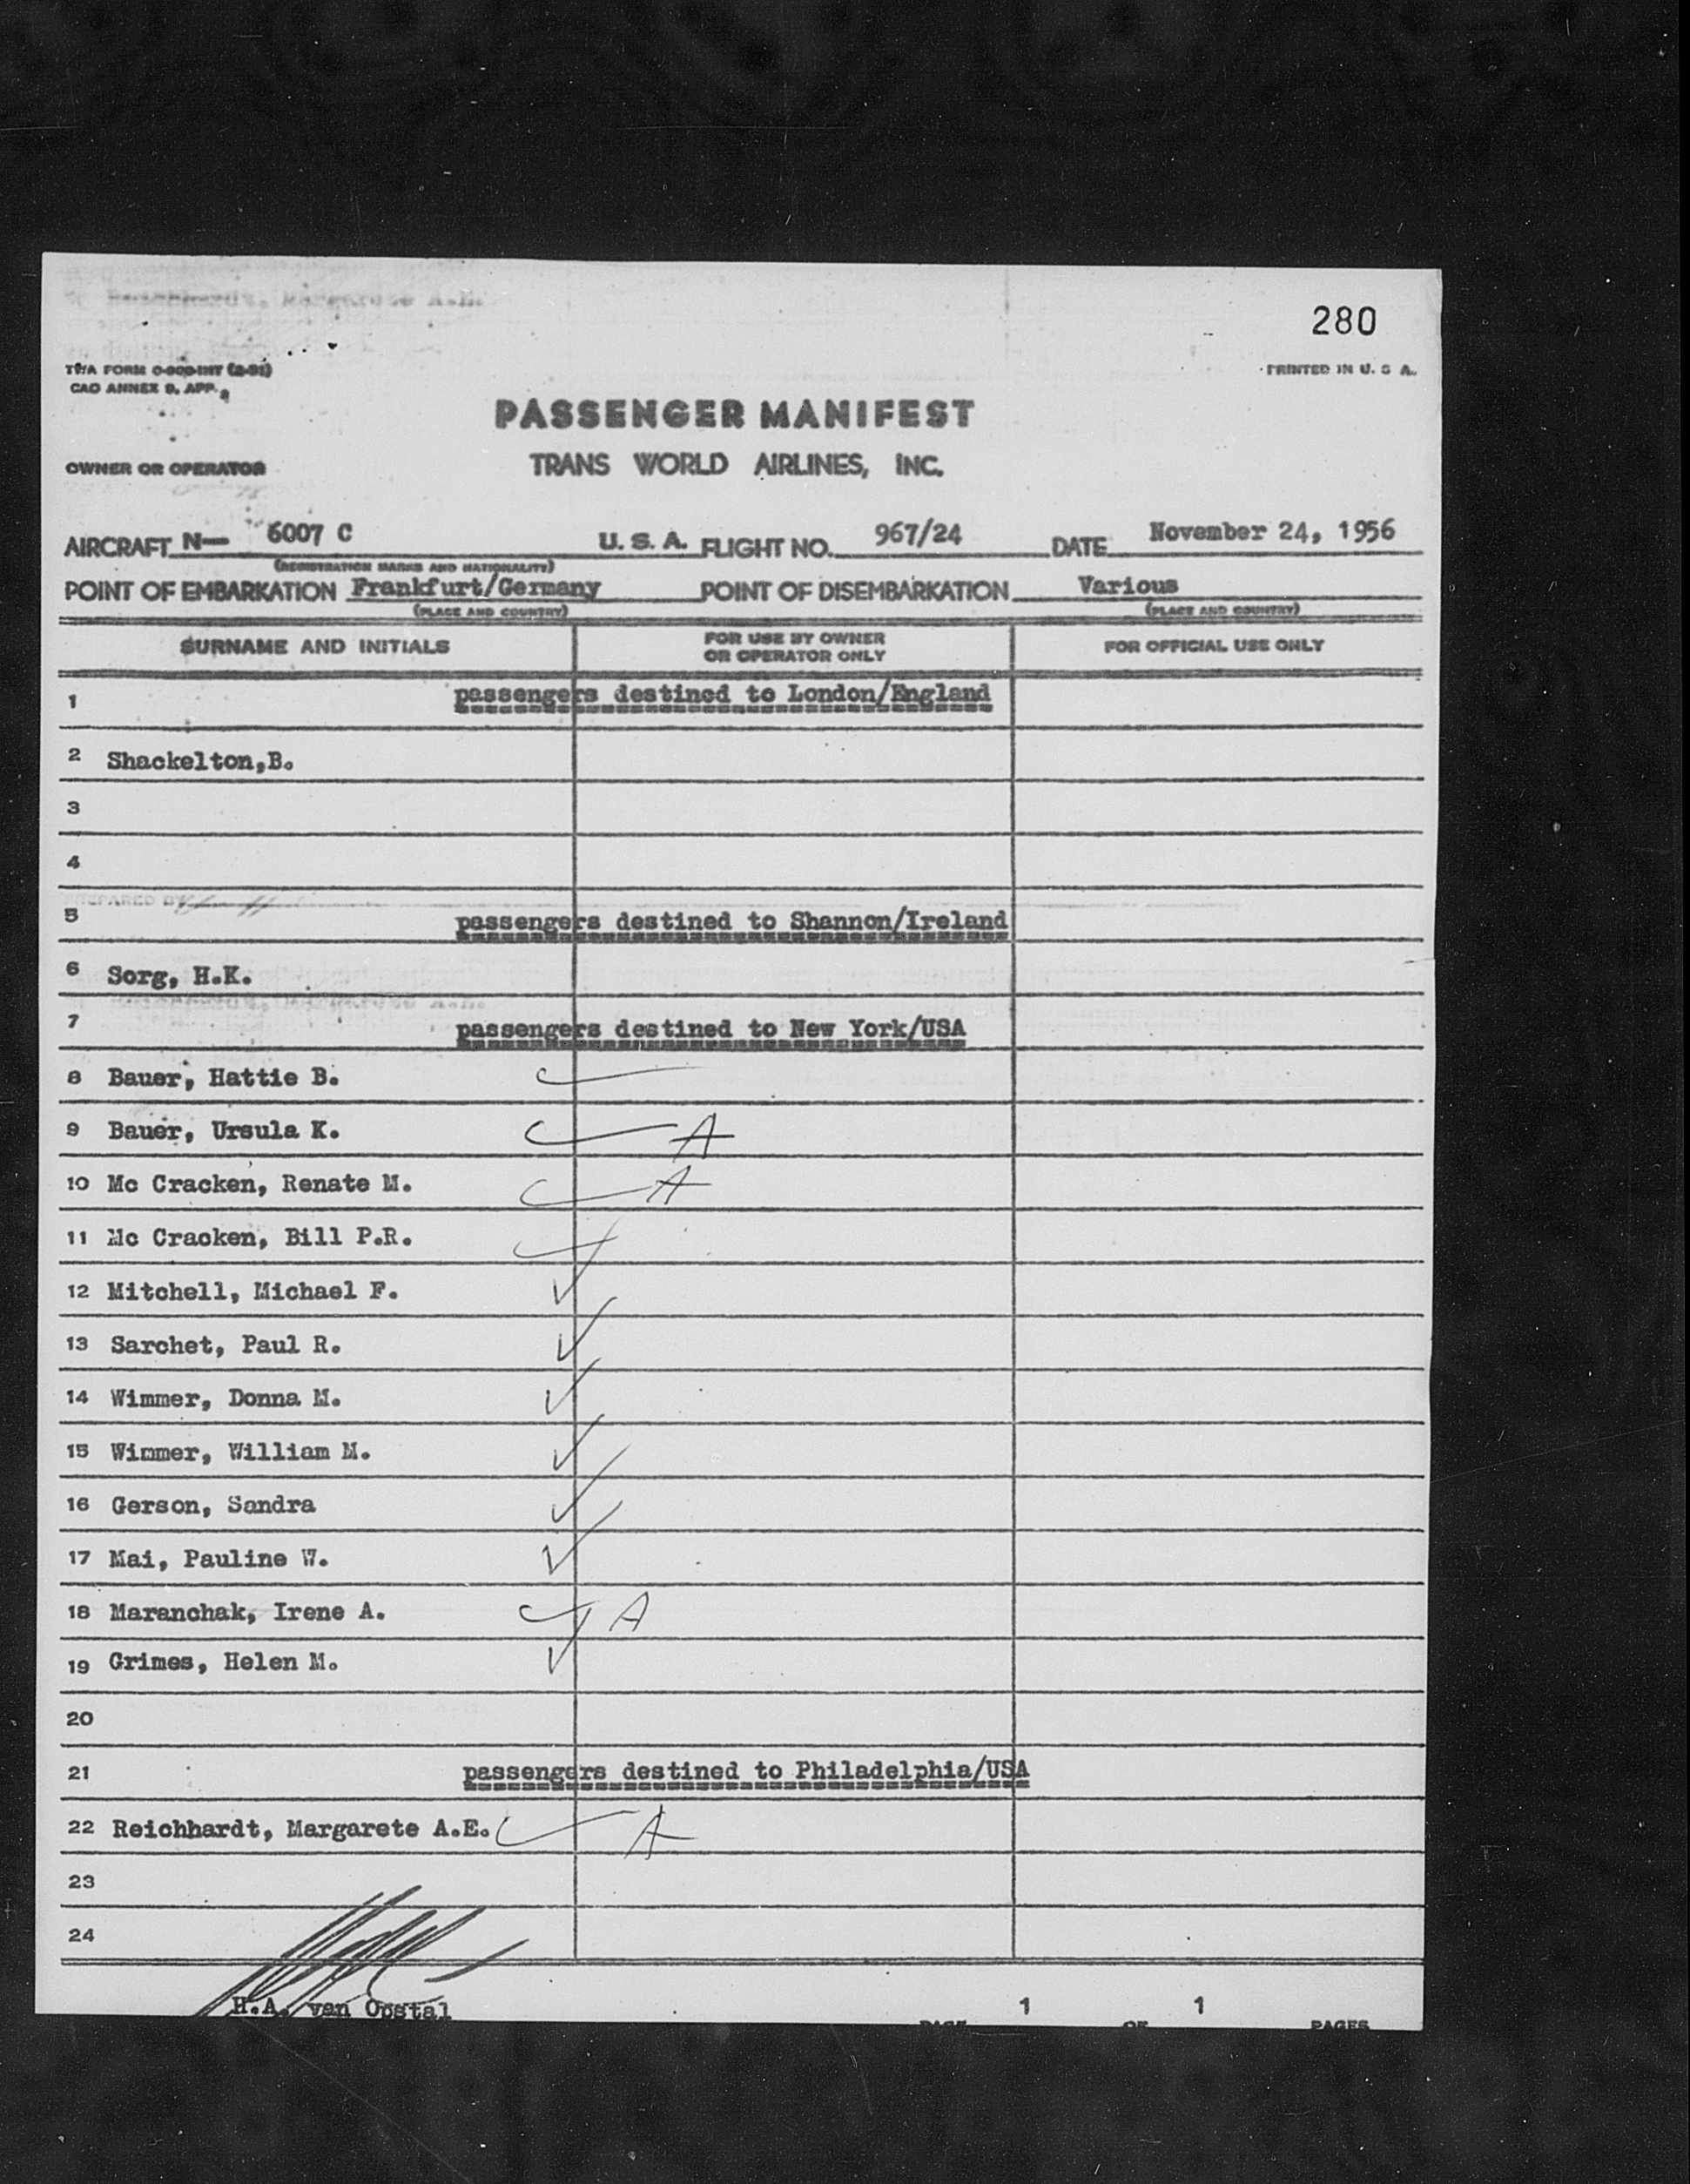 280
TWA FORM
CAO ANNEX 9, APP.
PRINTED IN U. S A.
PASSENGER MANIFEST
OWNER OR OPERATOR TRANS WORLD AIRLINES, INC.
AIRCRAFT N— 6007 C U. S. A. FLIGHT NO. 967/24 DATE November 24, 1956
(REGISTRATION MARKS AND NATIONALITY)
POINT OF EMBARKATION Frankfurt/Germany POINT OF DISEMBARKATION Various
(PLACE AND COUNTRY) (PLACE AND COUNTRY)
SURNAME AND INITIALS FOR USE BY OWNER OR OPERATOR ONLY FOR OFFICIAL USE ONLY
1 passengers destined to London/England
2 Shackelton,B.
3
4
PREPARED BY
5 passengers destined to Shannon/Ireland
6 Sorg, H.K.
7 passengers destined to New York/USA
8 Bauer, Hattie B.
9 Bauer, Ursula K. A
10 Mc Cracken, Renate M. A
11 Mc Cracken, Bill P.R.
12 Mitchell, Michael F.
13 Sarchet, Paul R.
14 Wimmer, Donna M.
15 Wimmer, William M.
16 Gerson, Sandra
17 Mai, Pauline W.
18 Maranchak, Irene A. A
19 Grimes, Helen M.
20
21 passengers destined to Philadelphia/USA
22 Reichhardt, Margarete A.E. A
23
24
H.A. van Opstal 1 1
PAGE OF PAGES